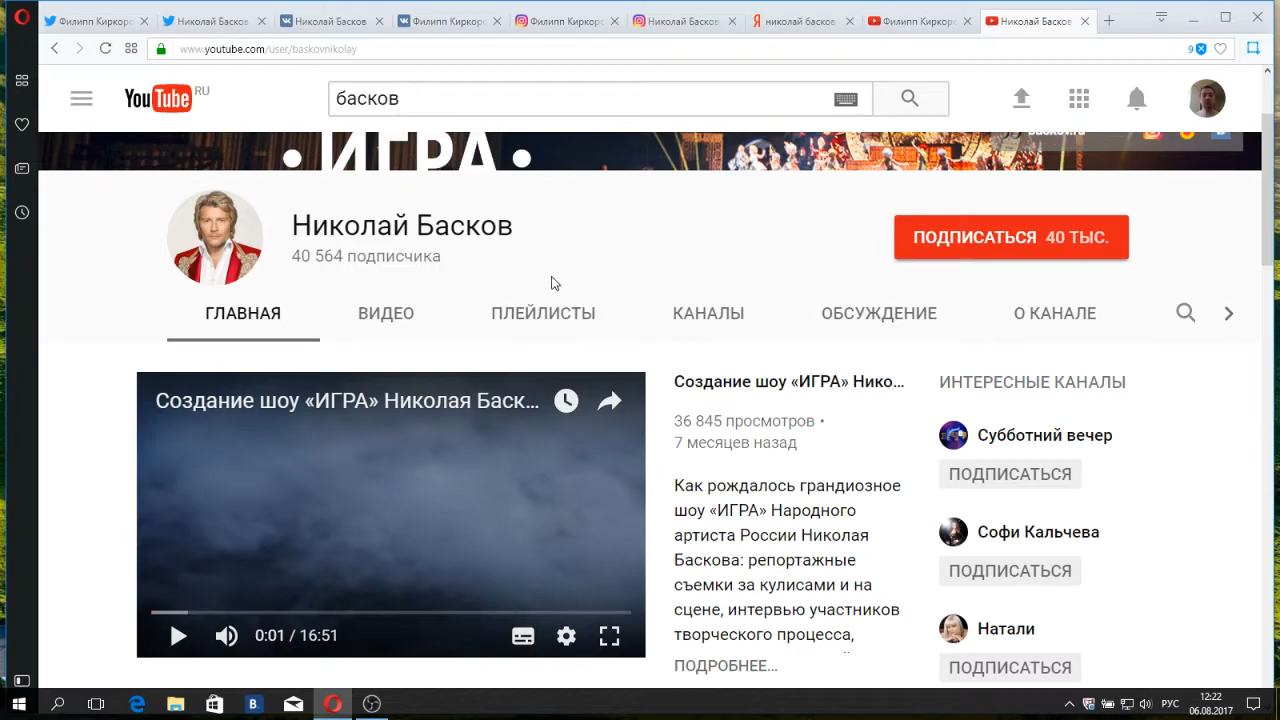 Филипп Киркоро
Николай Басков
Николай Басков
Филипп Киркоро
Филипп Киркоро
Николай Басков
николай басков
Филипп Киркоро
Николай Басков
www.youtube.com/user/baskovnikolay
9
YouTube RU
басков
• ИГРА •
baskov.ru
Николай Басков
40 564 подписчика
ПОДПИСАТЬСЯ 40 ТЫС.
ГЛАВНАЯ
ВИДЕО
ПЛЕЙЛИСТЫ
КАНАЛЫ
ОБСУЖДЕНИЕ
О КАНАЛЕ
Создание шоу «ИГРА» Николая Баск...
0:01 / 16:51
Создание шоу «ИГРА» Нико...
36 845 просмотров •
7 месяцев назад
Как рождалось грандиозное
шоу «ИГРА» Народного
артиста России Николая
Баскова: репортажные
съемки за кулисами и на
сцене, интервью участников
творческого процесса,
ПОДРОБНЕЕ...
ИНТЕРЕСНЫЕ КАНАЛЫ
Субботний вечер
ПОДПИСАТЬСЯ
Софи Кальчева
ПОДПИСАТЬСЯ
Натали
ПОДПИСАТЬСЯ
РУС
12:22
06.08.2017